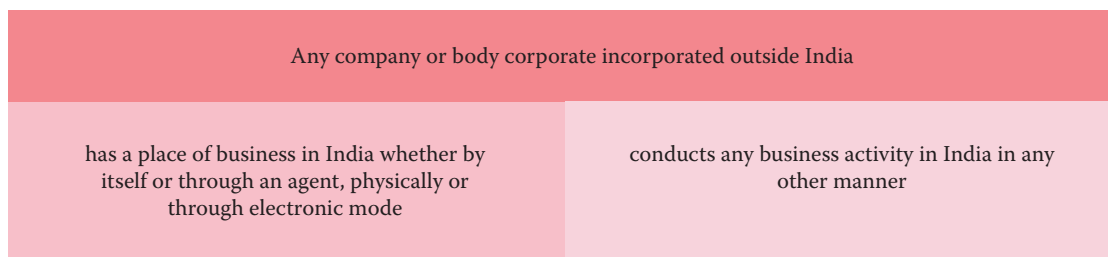 Any company or body corporate incorporated outside India
has a place of business in India whether by
itself or through an agent, physically or
through electronic mode
conducts any business activity in India in any
other manner